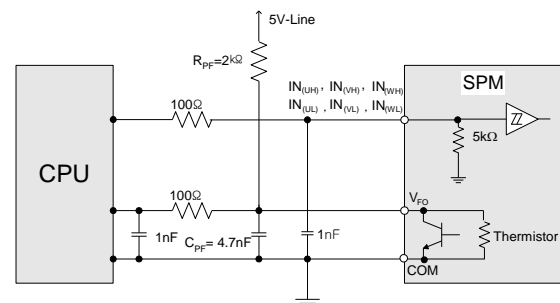 5V-Line
R_PF=2kΩ
IN_(UH), IN_(VH), IN_(WH)
IN_(UL), IN_(VL), IN_(WL)
SPM
100Ω
5kΩ
CPU
100Ω
V_FO
1nF
C_PF= 4.7nF
1nF
Thermistor
COM